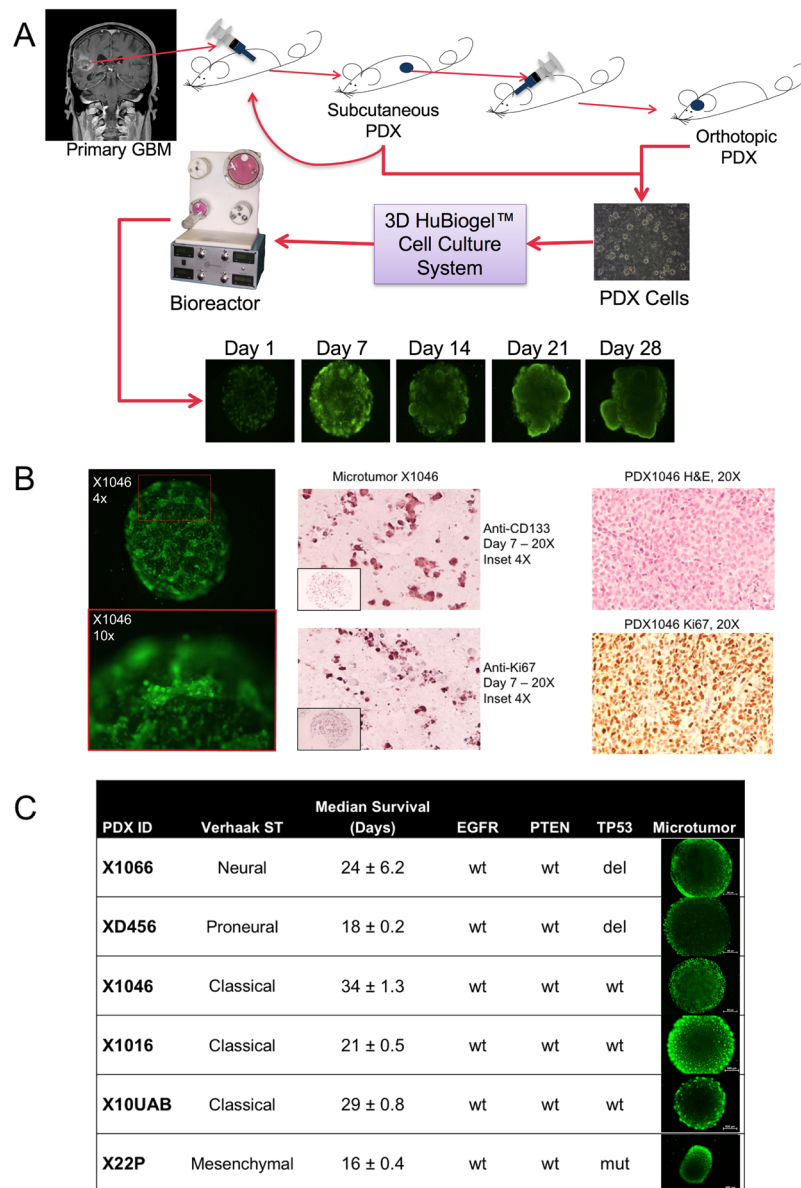 A
Primary GBM
Subcutaneous
PDX
Orthotopic
PDX
Bioreactor
3D HuBiogel™
Cell Culture
System
PDX Cells
Day 1
Day 7
Day 14
Day 21
Day 28
B
X1046
4x
X1046
10x
Microtumor X1046
Anti-CD133
Day 7 – 20X
Inset 4X
Anti-Ki67
Day 7 – 20X
Inset 4X
PDX1046 H&E, 20X
PDX1046 Ki67, 20X
C
PDX ID Verhaak ST Median Survival (Days) EGFR PTEN TP53 Microtumor
X1066 Neural 24 ± 6.2 wt wt del
XD456 Proneural 18 ± 0.2 wt wt del
X1046 Classical 34 ± 1.3 wt wt wt
X1016 Classical 21 ± 0.5 wt wt wt
X10UAB Classical 29 ± 0.8 wt wt wt
X22P Mesenchymal 16 ± 0.4 wt wt mut